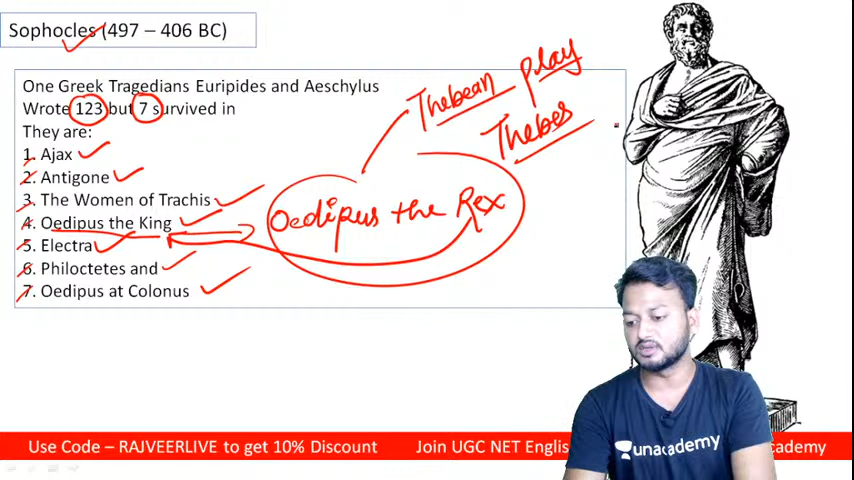 Sophocles (497 – 406 BC)
One Greek Tragedians Euripides and Aeschylus
Wrote 123 but 7 survived in
They are:
1. Ajax
2. Antigone
3. The Women of Trachis
4. Oedipus the King
5. Electra
6. Philoctetes and
7. Oedipus at Colonus
Thebean play
Thebes
Oedipus the Rex
unacademy
Use Code – RAJVEERLIVE to get 10% Discount
Join UGC NET Englis
cademy